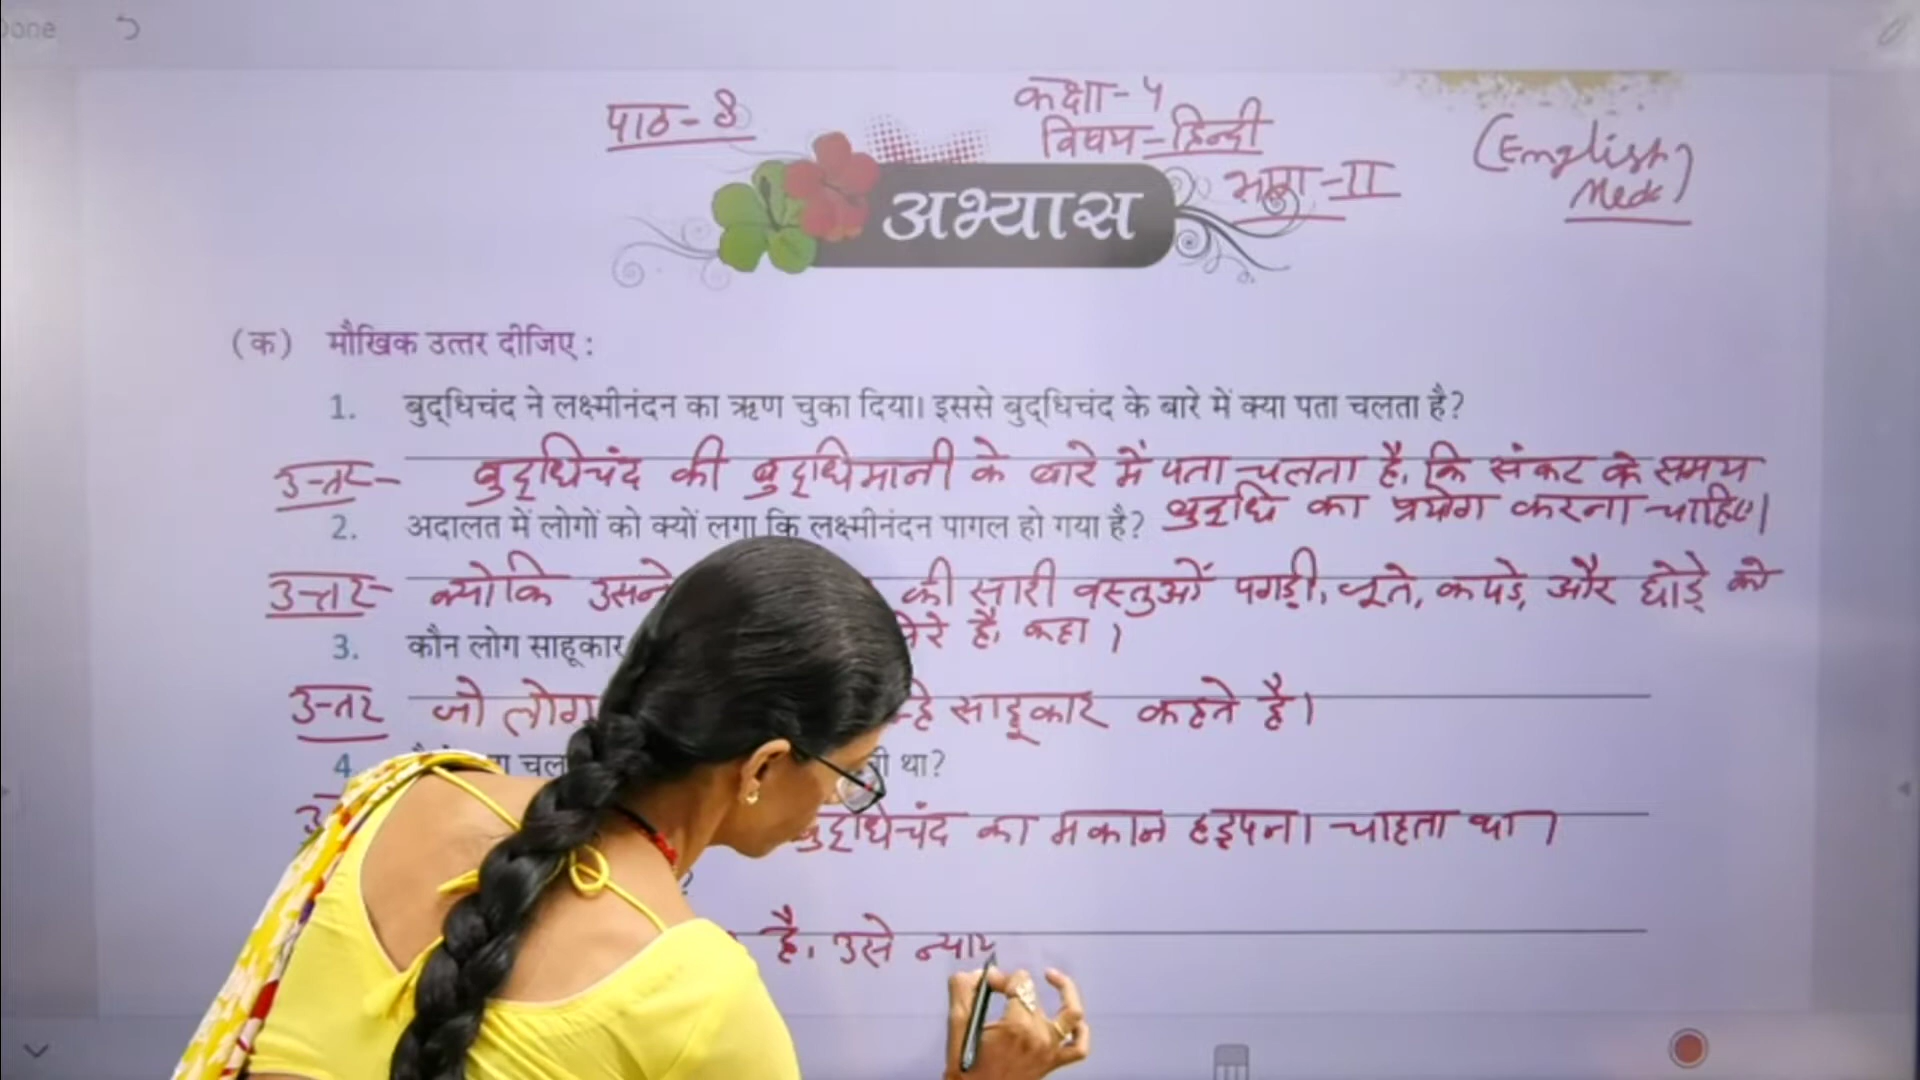 Done
पाठ-8
कक्षा-5
विषय-हिन्दी
भाग-II
(English Med)
अभ्यास
(क) मौखिक उत्तर दीजिए :
1. बुद्धिचंद ने लक्ष्मीनंदन का ऋण चुका दिया। इससे बुद्धिचंद के बारे में क्या पता चलता है?
उत्तर- बुद्धिचंद की बुद्धिमानी के बारे में पता चलता है, कि संकट के समय
बुद्धि का प्रयोग करना चाहिए।
2. अदालत में लोगों को क्यों लगा कि लक्ष्मीनंदन पागल हो गया है?
उत्तर- क्योकि उसने की सारी वस्तुओं पगड़ी, जूते, कपडे, और घोड़े को
मेरे है, कहा ।
3. कौन लोग साहूकार
उत्तर जो लोग साहूकार कहते है।
4. था?
बुद्धिचंद का मकान हड़पना चाहता था ।
?
है, उसे न्याय